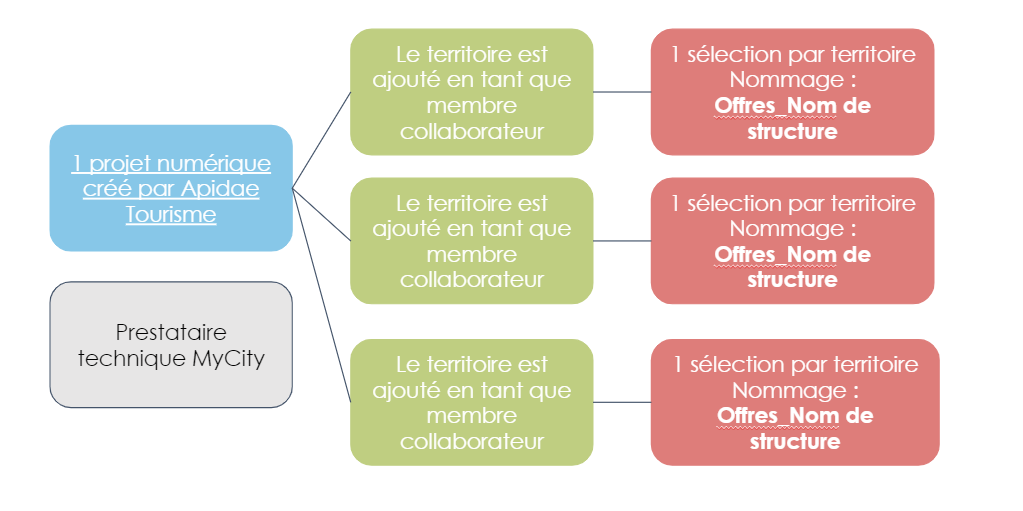 1 projet numérique
créé par Apidae
Tourisme
Prestataire
technique MyCity
Le territoire est
ajouté en tant que
membre
collaborateur
1 sélection par territoire
Nommage :
Offres_Nom de
structure
Le territoire est
ajouté en tant que
membre
collaborateur
1 sélection par territoire
Nommage :
Offres_Nom de
structure
Le territoire est
ajouté en tant que
membre
collaborateur
1 sélection par territoire
Nommage :
Offres_Nom de
structure